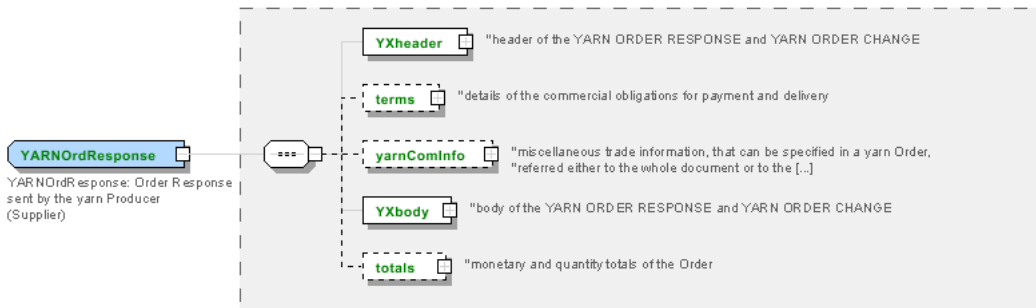 YXheader
"header of the YARN ORDER RESPONSE and YARN ORDER CHANGE
terms
"details of the commercial obligations for payment and delivery
YARNOrdResponse
yarnComInfo
"miscellaneous trade information, that can be specified in a yarn Order,
"referred either to the whole document or to the [...]
YARNOrdResponse: Order Response
sent by the yarn Producer
(Supplier)
YXbody
"body of the YARN ORDER RESPONSE and YARN ORDER CHANGE
totals
"monetary and quantity totals of the Order